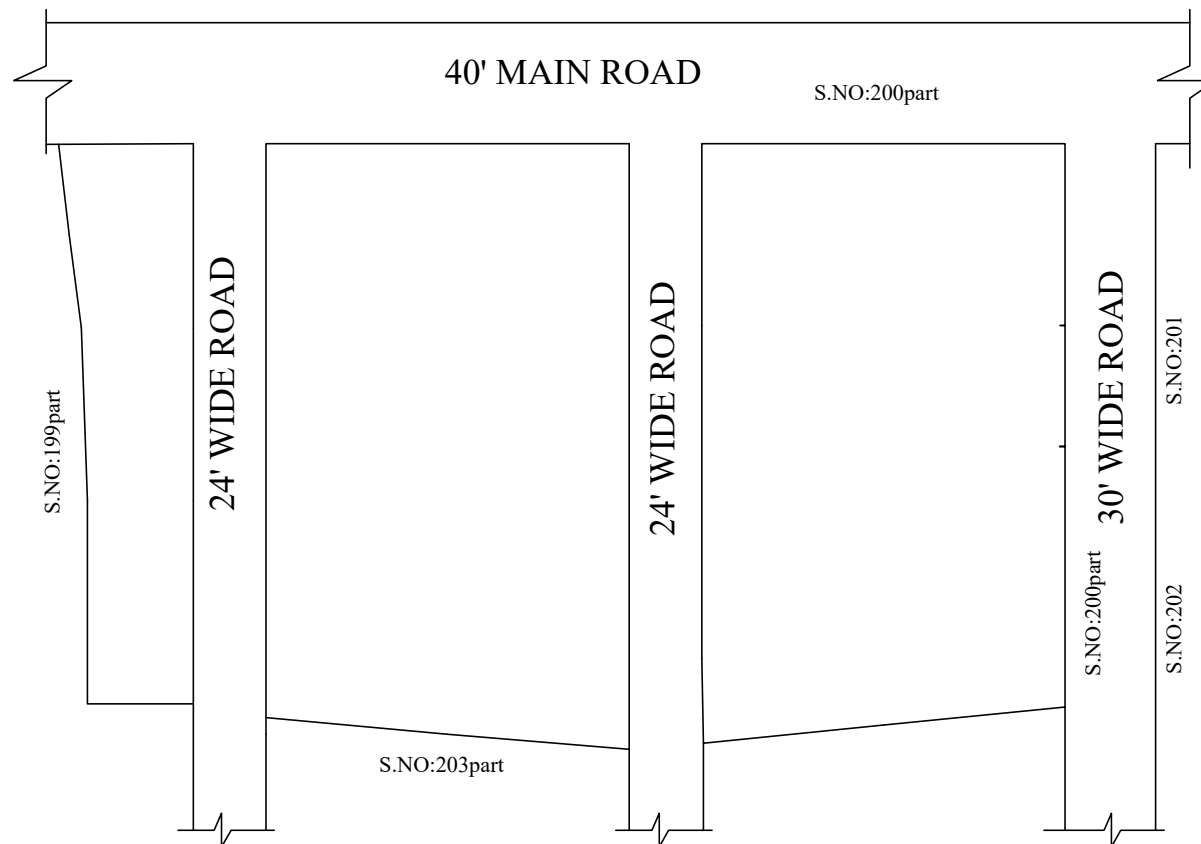 40' MAIN ROAD
S.NO:200part
24' WIDE ROAD
24' WIDE ROAD
30' WIDE ROAD
S.NO:201
S.NO:199part
S.NO:200part
S.NO:202
S.NO:203part